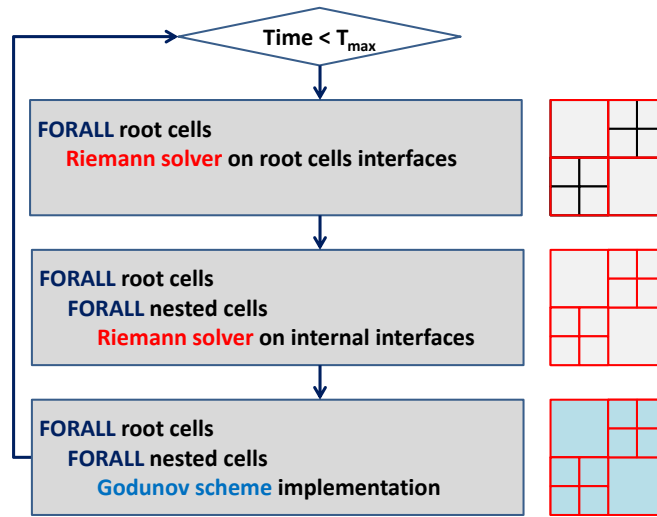 Time < Tmax
FORALL root cells
Riemann solver on root cells interfaces
FORALL root cells
FORALL nested cells
Riemann solver on internal interfaces
FORALL root cells
FORALL nested cells
Godunov scheme implementation